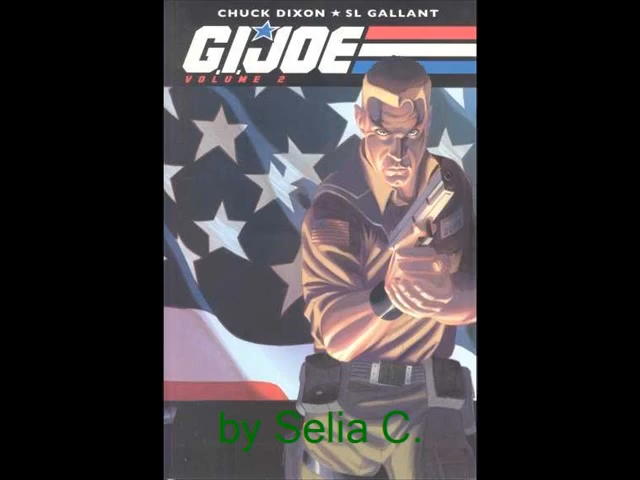 CHUCK DIXON ★ SL GALLANT
G.I. JOE
VOLUME 2
by Selia C.